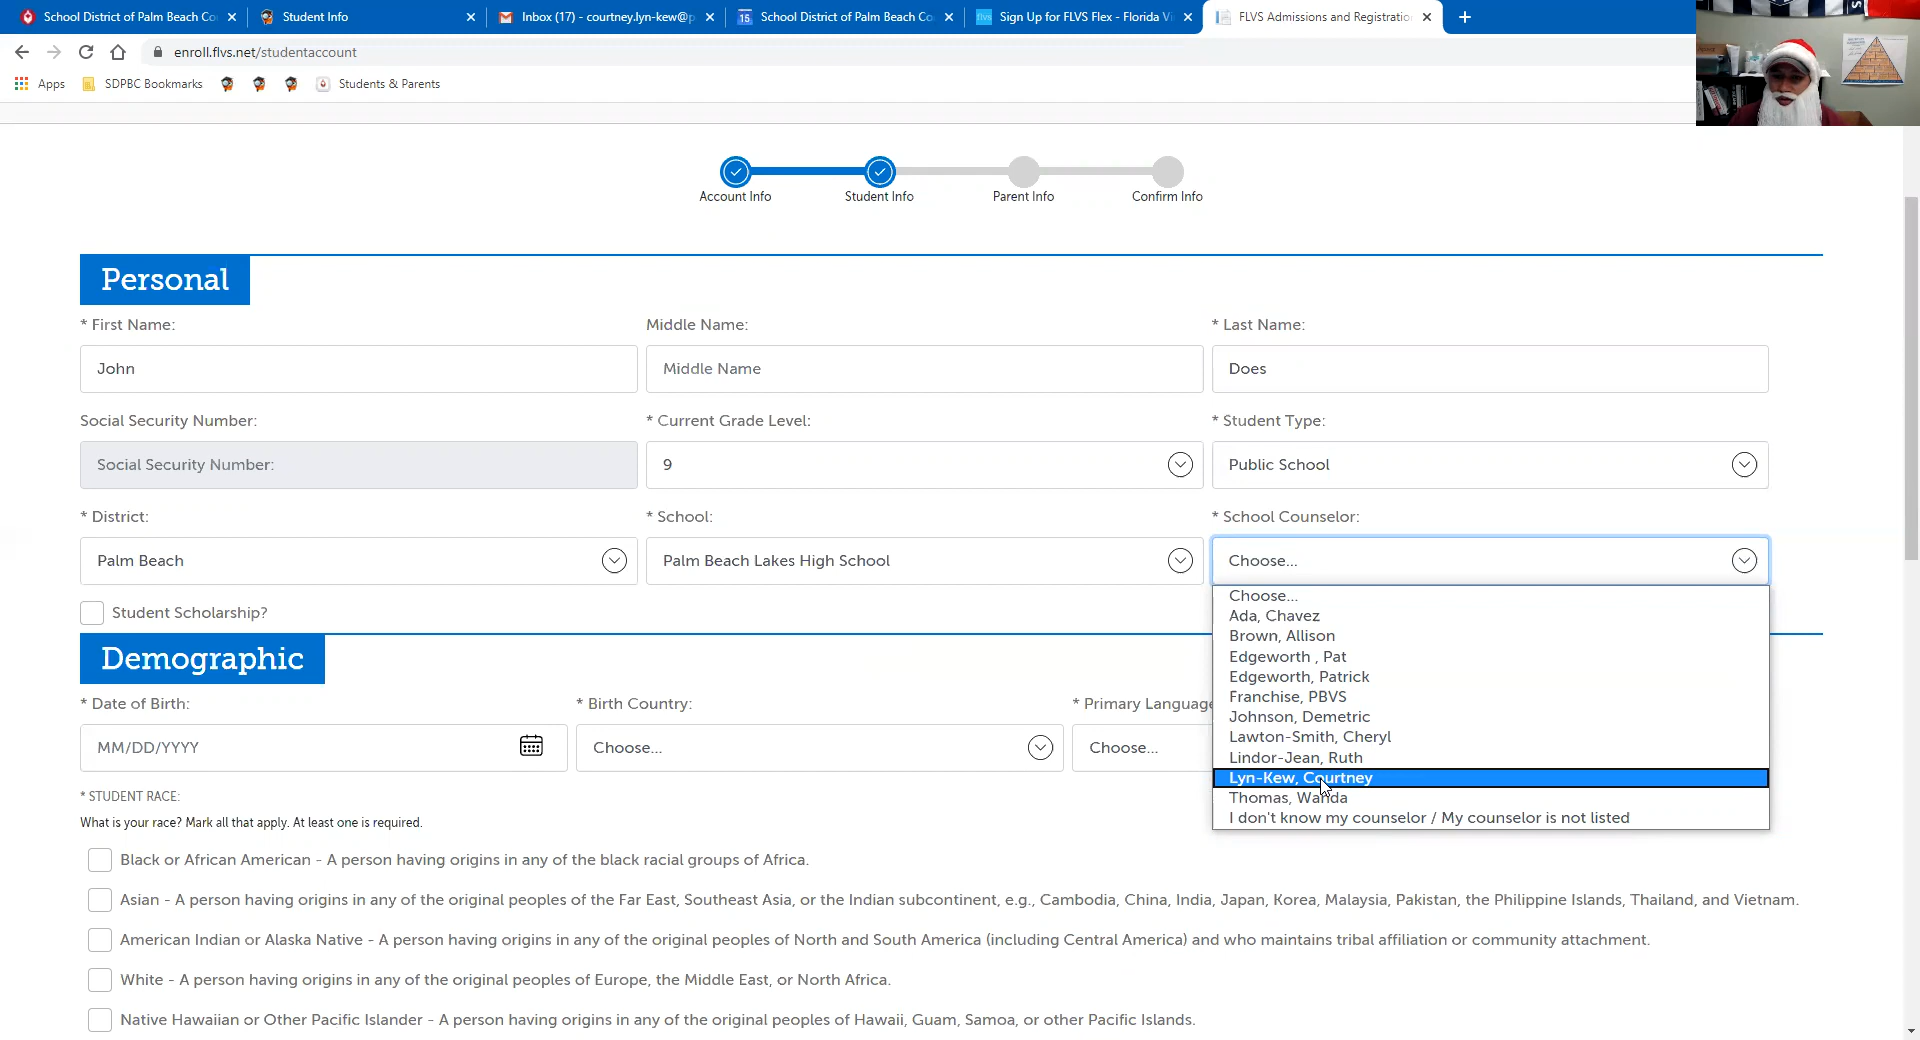 School District of Palm Beach Co
Student Info
Inbox (17) - courtney.lyn-kew@p
School District of Palm Beach Co
Sign Up for FLVS Flex - Florida Vi
FLVS Admissions and Registratio
enroll.flvs.net/studentaccount
Apps
SDPBC Bookmarks
Students & Parents
Account Info
Student Info
Parent Info
Confirm Info
Personal
* First Name:
Middle Name:
* Last Name:
John
Middle Name
Does
Social Security Number:
* Current Grade Level:
* Student Type:
Social Security Number:
9
Public School
* District:
* School:
* School Counselor:
Palm Beach
Palm Beach Lakes High School
Choose...
Student Scholarship?
Choose...
Ada, Chavez
Brown, Allison
Edgeworth , Pat
Edgeworth, Patrick
Franchise, PBVS
Johnson, Demetric
Lawton-Smith, Cheryl
Lindor-Jean, Ruth
Lyn-Kew, Courtney
Thomas, Wanda
I don't know my counselor / My counselor is not listed
Demographic
* Date of Birth:
* Birth Country:
* Primary Language
MM/DD/YYYY
Choose...
Choose...
* STUDENT RACE:
What is your race? Mark all that apply. At least one is required.
Black or African American - A person having origins in any of the black racial groups of Africa.
Asian - A person having origins in any of the original peoples of the Far East, Southeast Asia, or the Indian subcontinent, e.g., Cambodia, China, India, Japan, Korea, Malaysia, Pakistan, the Philippine Islands, Thailand, and Vietnam.
American Indian or Alaska Native - A person having origins in any of the original peoples of North and South America (including Central America) and who maintains tribal affiliation or community attachment.
White - A person having origins in any of the original peoples of Europe, the Middle East, or North Africa.
Native Hawaiian or Other Pacific Islander - A person having origins in any of the original peoples of Hawaii, Guam, Samoa, or other Pacific Islands.